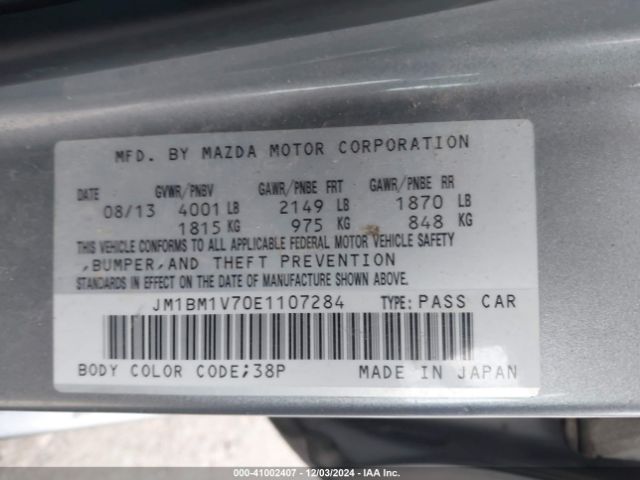 MFD. BY MAZDA MOTOR CORPORATION
DATE GVWR/PNBV GAWR/PNBE FRT GAWR/PNBE RR
08/13 4001 LB 2149 LB 1870 LB
1815 KG 975 KG 848 KG
THIS VEHICLE CONFORMS TO ALL APPLICABLE FEDERAL MOTOR VEHICLE SAFETY
,BUMPER,AND THEFT PREVENTION
STANDARDS IN EFFECT ON THE DATE OF MANUFACTURE SHOWN ABOVE.
JM1BM1V70E1107284 TYPE: PASS CAR
BODY COLOR CODE;38P MADE IN JAPAN
000-41002407 - 12/03/2024 - IAA Inc.